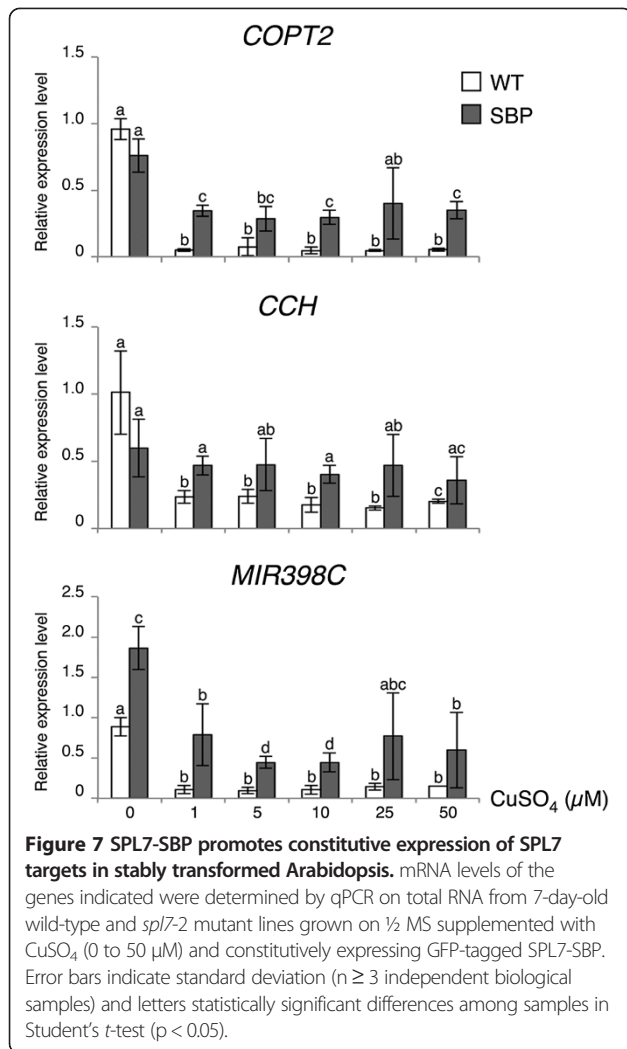 COPT2
WT
SBP
Relative expression level
1.5
1.0
0.5
0
a a c b bc b c b ab b c b
CCH
Relative expression level
1.5
1.0
0.5
0
a a b a b ab b a b ab c ac
MIR398C
Relative expression level
2.5
2.0
1.5
1.0
0.5
0
a c b b b d b d b abc b b
0 1 5 10 25 50 CuSO₄ (μM)
Figure 7 SPL7-SBP promotes constitutive expression of SPL7
targets in stably transformed Arabidopsis. mRNA levels of the
genes indicated were determined by qPCR on total RNA from 7-day-old
wild-type and spl7-2 mutant lines grown on ½ MS supplemented with
CuSO₄ (0 to 50 μM) and constitutively expressing GFP-tagged SPL7-SBP.
Error bars indicate standard deviation (n ≥ 3 independent biological
samples) and letters statistically significant differences among samples in
Student's t-test (p < 0.05).